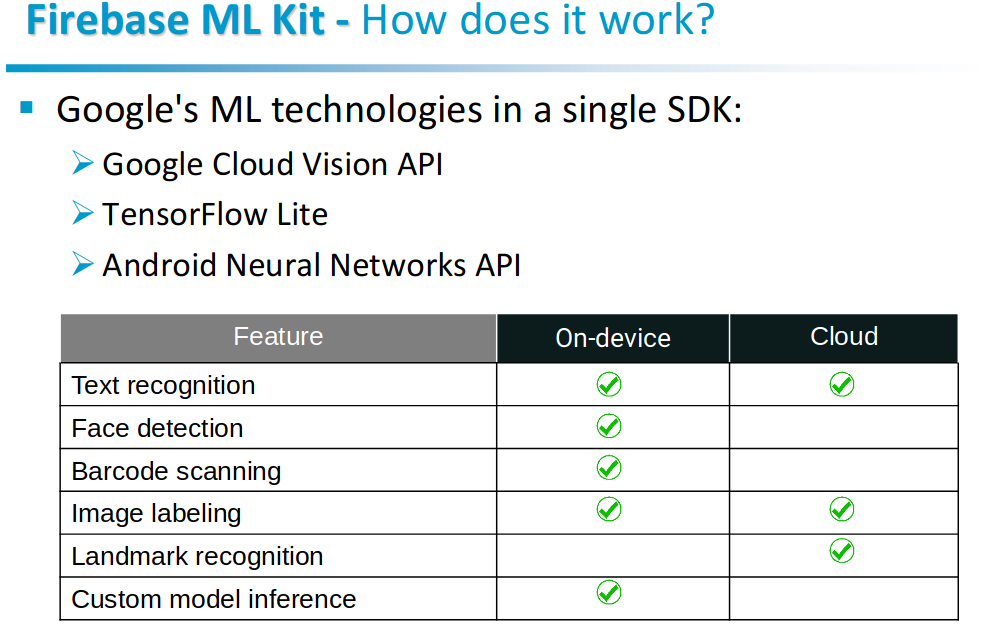 Firebase ML Kit - How does it work?
Google's ML technologies in a single SDK:
Google Cloud Vision API
TensorFlow Lite
Android Neural Networks API
Feature On-device Cloud
Text recognition
Face detection
Barcode scanning
Image labeling
Landmark recognition
Custom model inference